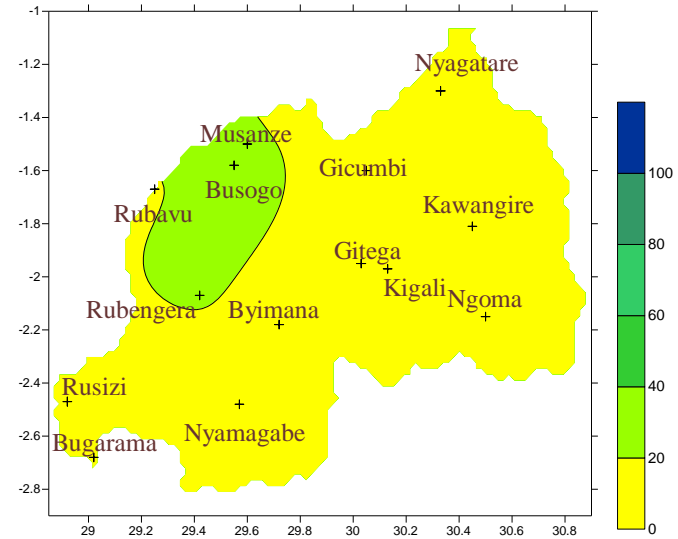 -1
-1.2
-1.4
-1.6
-1.8
-2
-2.2
-2.4
-2.6
-2.8
Nyagatare
Musanze
Gicumbi
Busogo
Rubavu
Kawangire
Gitega
Kigali
Ngoma
Rubengera
Byimana
Rusizi
Nyamagabe
Bugarama
29
29.2
29.4
29.6
29.8
30
30.2
30.4
30.6
30.8
100
80
60
40
20
0